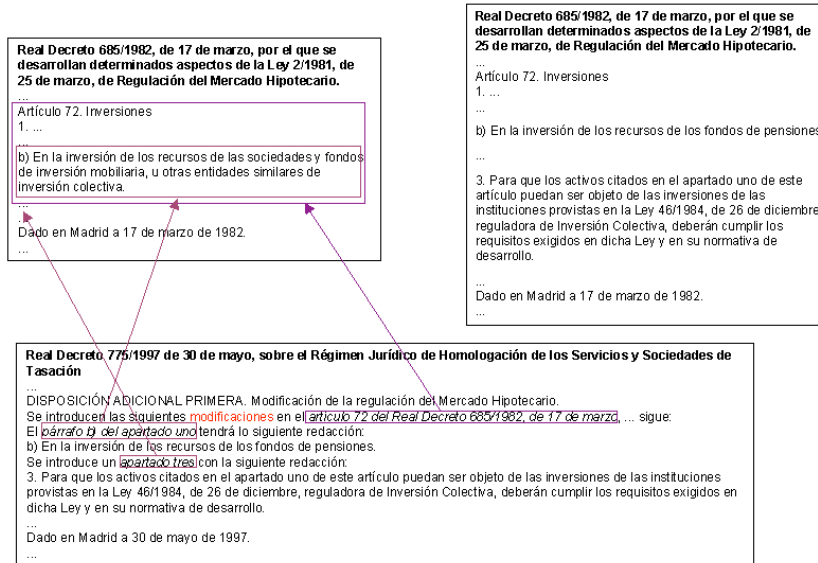 Real Decreto 685/1982, de 17 de marzo, por el que se
desarrollan determinados aspectos de la Ley 2/1981, de
25 de marzo, de Regulación del Mercado Hipotecario.
...
Artículo 72. Inversiones
1. ...
...
b) En la inversión de los recursos de las sociedades y fondos
de inversión mobiliaria, u otras entidades similares de
inversión colectiva.
...
...
Dado en Madrid a 17 de marzo de 1982.
...
Real Decreto 685/1982, de 17 de marzo, por el que se
desarrollan determinados aspectos de la Ley 2/1981, de
25 de marzo, de Regulación del Mercado Hipotecario.
...
Artículo 72. Inversiones
1. ...
...
b) En la inversión de los recursos de los fondos de pensiones
...
3. Para que los activos citados en el apartado uno de este
artículo puedan ser objeto de las inversiones de las
instituciones provistas en la Ley 46/1984, de 26 de diciembre
reguladora de Inversión Colectiva, deberán cumplir los
requisitos exigidos en dicha Ley y en su normativa de
desarrollo.
...
Dado en Madrid a 17 de marzo de 1982.
...
Real Decreto 775/1997 de 30 de mayo, sobre el Régimen Jurídico de Homologación de los Servicios y Sociedades de
Tasación
...
DISPOSICIÓN ADICIONAL PRIMERA. Modificación de la regulación del Mercado Hipotecario.
Se introducen las siguientes modificaciones en el artículo 72 del Real Decreto 685/1982, de 17 de marzo, ... sigue:
El párrafo b) del apartado uno tendrá lo siguiente redacción:
b) En la inversión de los recursos de los fondos de pensiones.
Se introduce un apartado tres con la siguiente redacción:
3. Para que los activos citados en el apartado uno de este artículo puedan ser objeto de las inversiones de las instituciones
provistas en la Ley 46/1984, de 26 de diciembre, reguladora de Inversión Colectiva, deberán cumplir los requisitos exigidos en
dicha Ley y en su normativa de desarrollo.
...
Dado en Madrid a 30 de mayo de 1997.
...